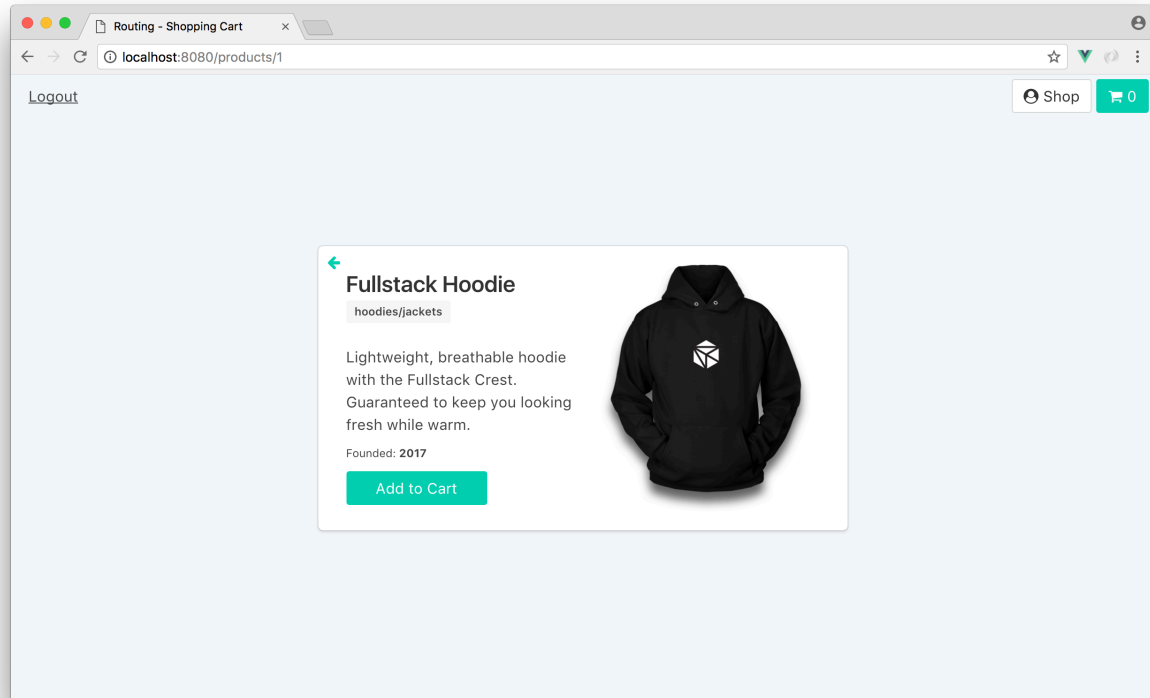 Routing - Shopping Cart
localhost:8080/products/1
Logout
Shop
0
Fullstack Hoodie
hoodies/jackets
Lightweight, breathable hoodie
with the Fullstack Crest.
Guaranteed to keep you looking
fresh while warm.
Founded: 2017
Add to Cart